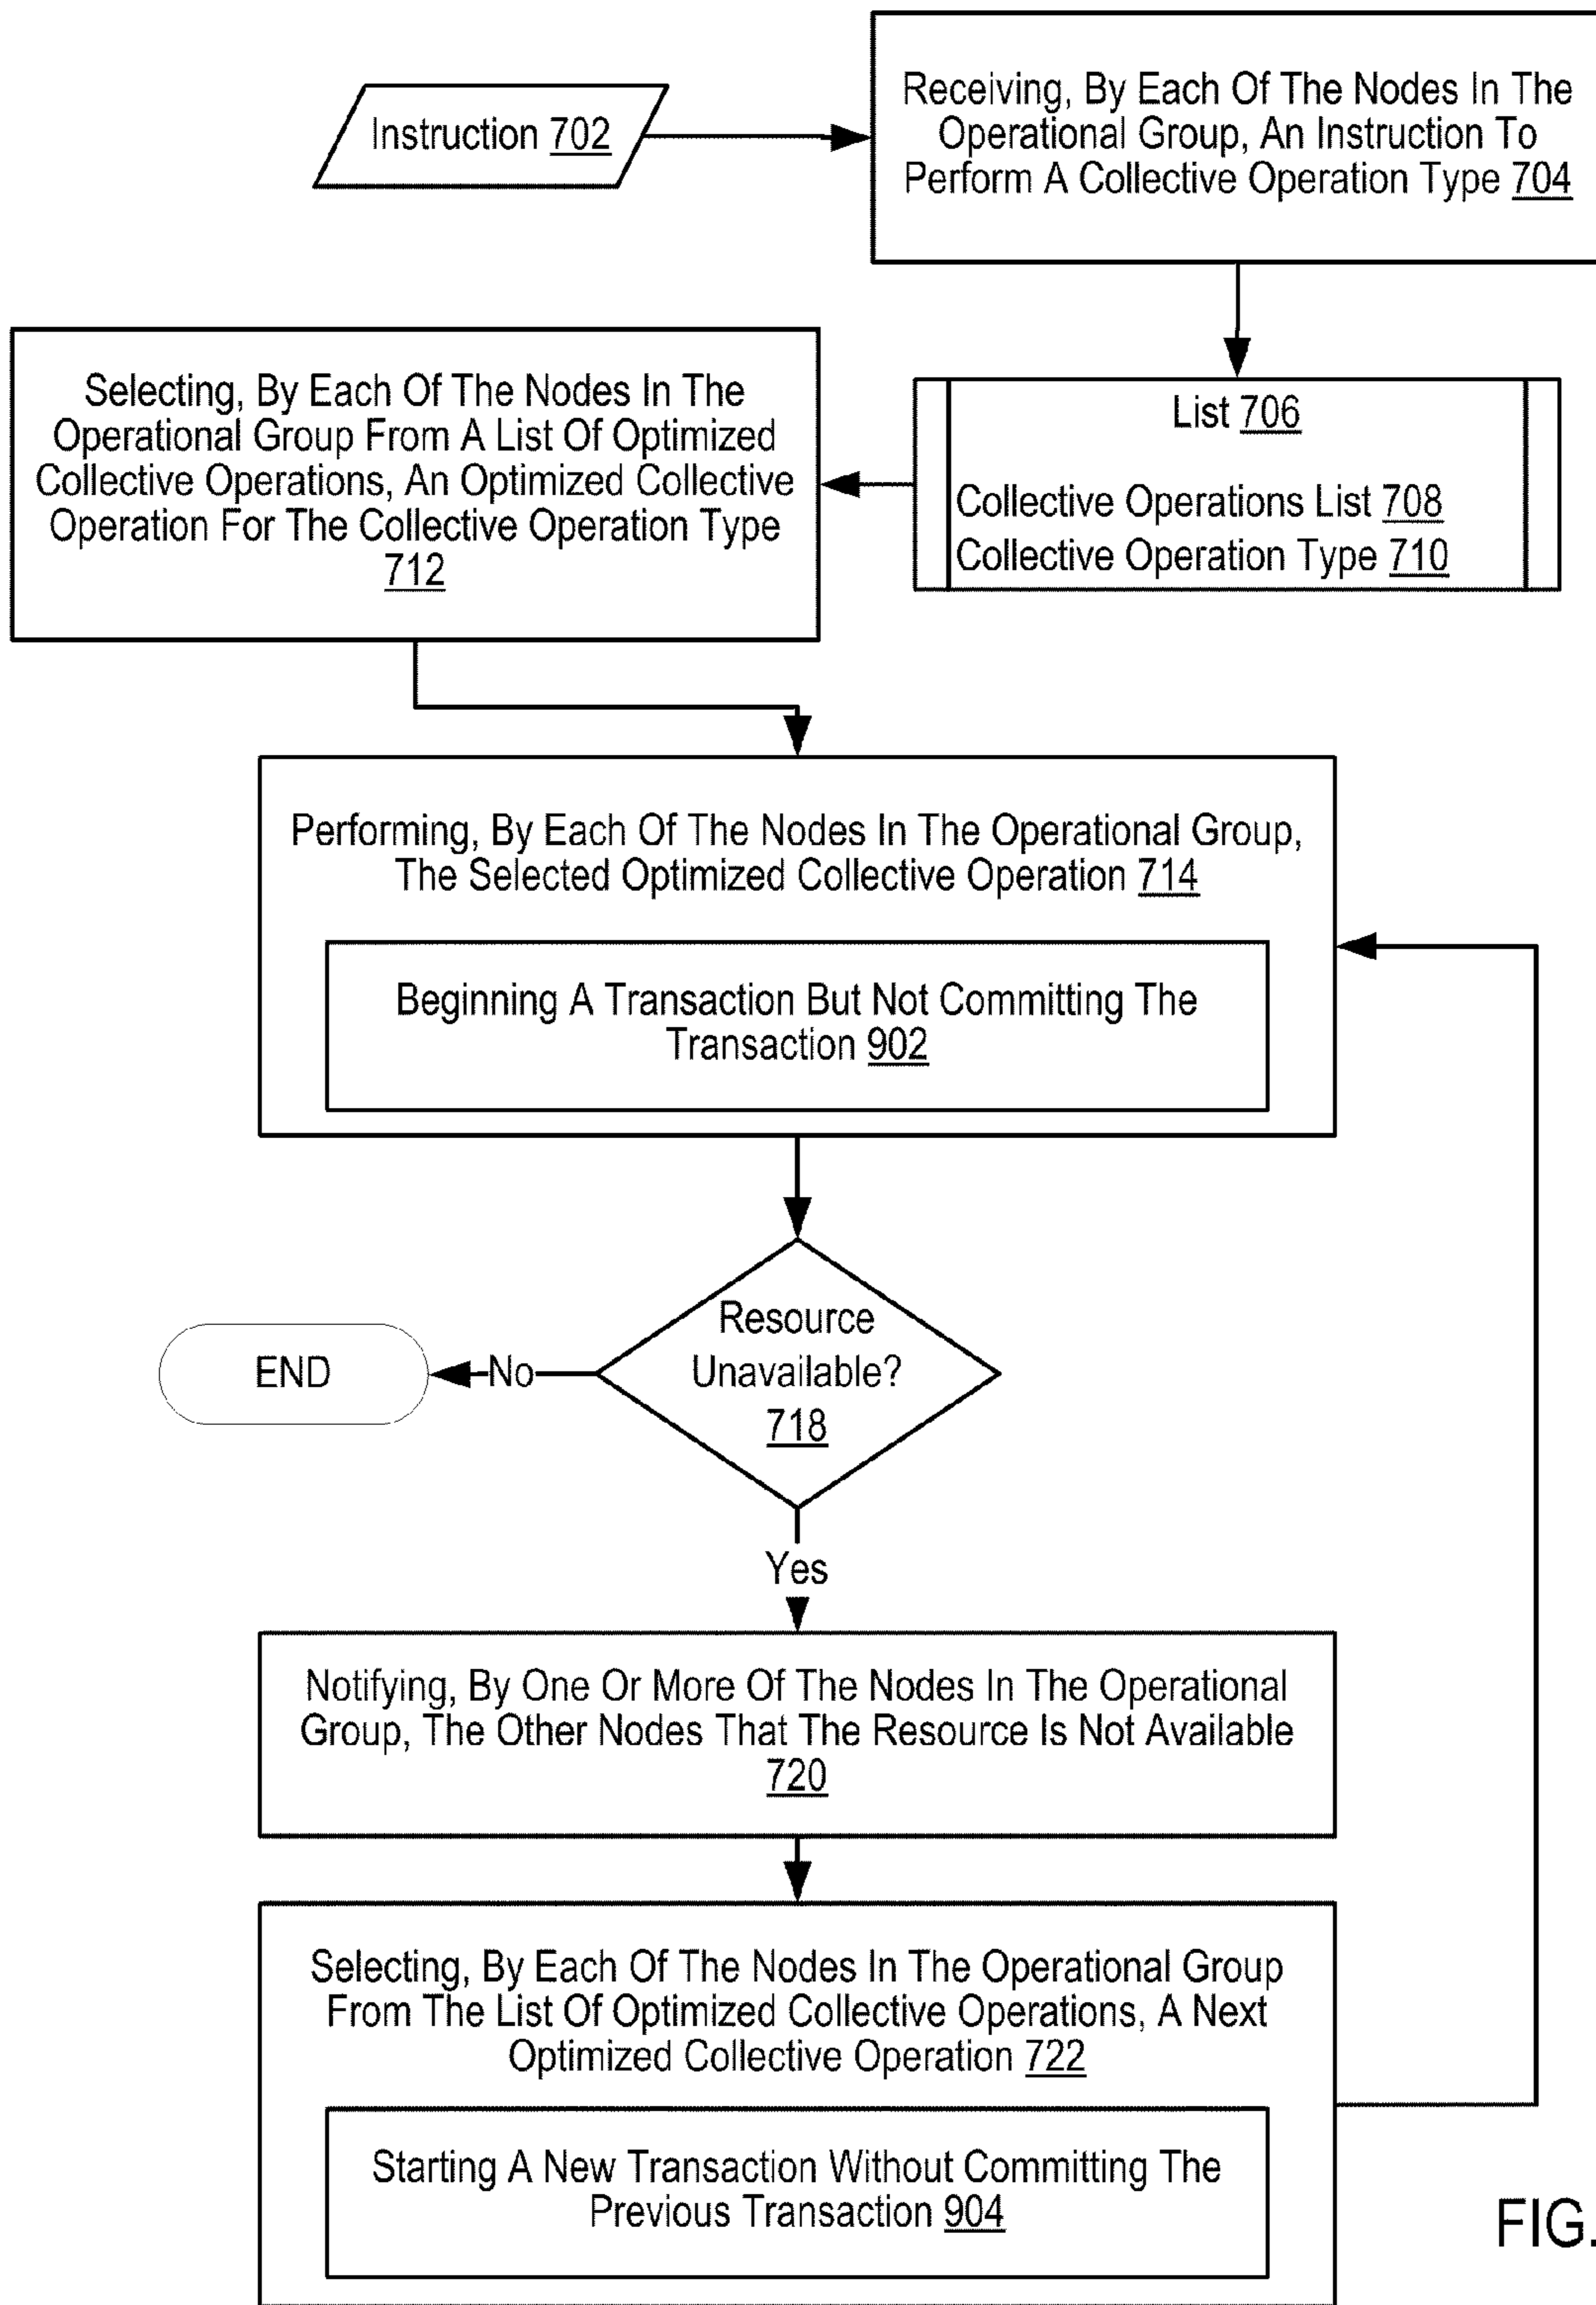 Instruction 702
Receiving, By Each Of The Nodes In The
Operational Group, An Instruction To
Perform A Collective Operation Type 704
List 706
Collective Operations List 708
Collective Operation Type 710
Selecting, By Each Of The Nodes In The
Operational Group From A List Of Optimized
Collective Operations, An Optimized Collective
Operation For The Collective Operation Type
712
Performing, By Each Of The Nodes In The Operational Group,
The Selected Optimized Collective Operation 714
Beginning A Transaction But Not Committing The
Transaction 902
Resource
Unavailable?
718
No
END
Yes
Notifying, By One Or More Of The Nodes In The Operational
Group, The Other Nodes That The Resource Is Not Available
720
Selecting, By Each Of The Nodes In The Operational Group
From The List Of Optimized Collective Operations, A Next
Optimized Collective Operation 722
Starting A New Transaction Without Committing The
Previous Transaction 904
FIG.